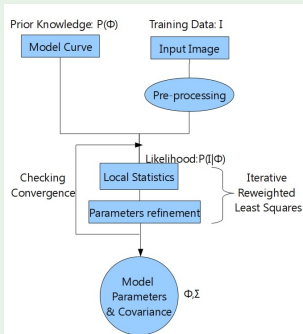 Prior Knowledge: P(Φ)
Training Data: I
Model Curve
Input Image
Pre-processing
Likelihood:P(I|Φ)
Checking
Convergence
Local Statistics
Parameters refinement
Iterative
Reweighted
Least Squares
Model
Parameters
& Covariance
Φ,Σ